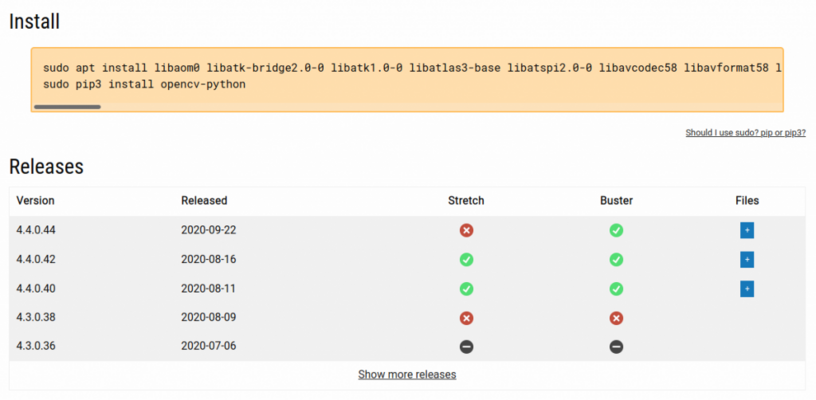 Install
sudo apt install libaom0 libatk-bridge2.0-0 libatk1.0-0 libatlas3-base libatspi2.0-0 libavcodec58 libavformat58 l
sudo pip3 install opencv-python
Should I use sudo? pip or pip3?
Releases
Version Released Stretch Buster Files
4.4.0.44 2020-09-22 +
4.4.0.42 2020-08-16 +
4.4.0.40 2020-08-11 +
4.3.0.38 2020-08-09
4.3.0.36 2020-07-06
Show more releases